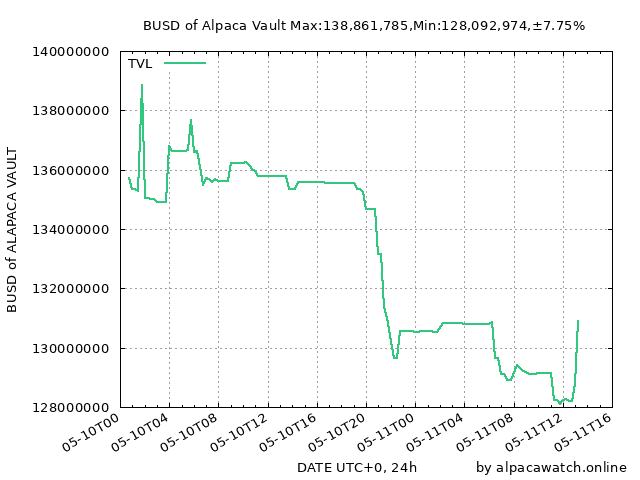 BUSD of Alpaca Vault Max:138,861,785,Min:128,092,974,±7.75%
TVL
140000000
138000000
136000000
134000000
132000000
130000000
128000000
BUSD of ALAPACA VAULT
05-10T00
05-10T04
05-10T08
05-10T12
05-10T16
05-10T20
05-11T00
05-11T04
05-11T08
05-11T12
05-11T16
DATE UTC+0, 24h
by alpacawatch.online